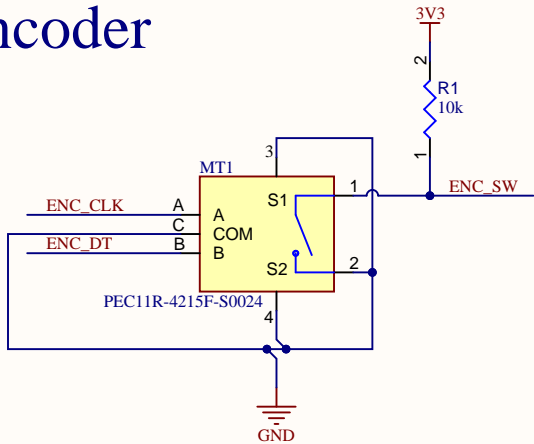 ncoder
3V3
2
R1
10k
1
3
MT1
ENC_CLK
A
A
S1
1
ENC_SW
C
COM
ENC_DT
B
B
S2
2
PEC11R-4215F-S0024
4
GND